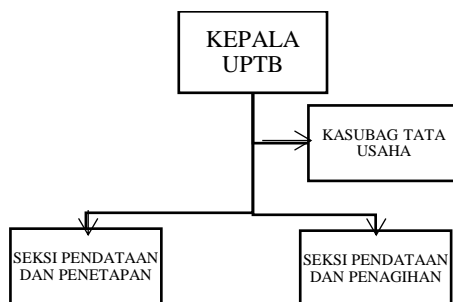 KEPALA
UPTB
KASUBAG TATA
USAHA
SEKSI PENDATAAN
DAN PENETAPAN
SEKSI PENDATAAN
DAN PENAGIHAN